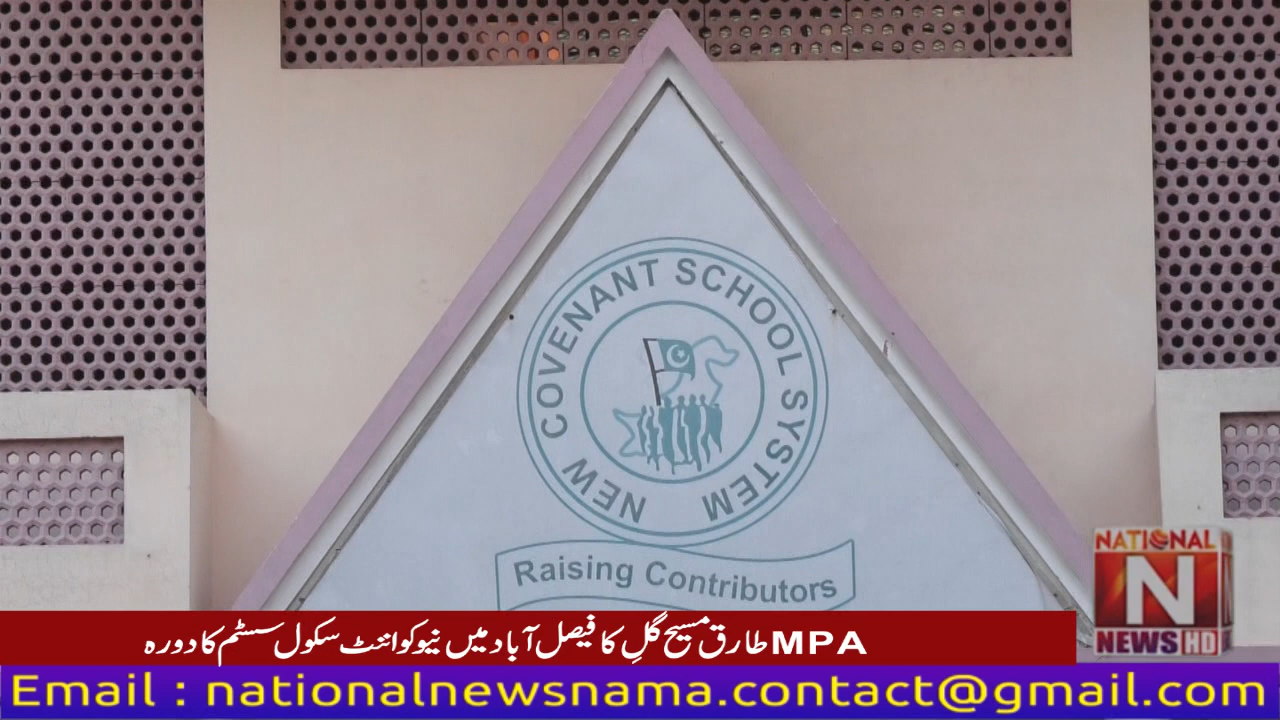 NEW COVENANT SCHOOL SYSTEM
Raising Contributors
NATIONAL
N
NEWS HD
MPA طارق مسیح گلِ کا فیصل آباد میں نیو کواننٹ سکول سسٹم کا دورہ
Email : nationalnewsnama.contact@gmail.com